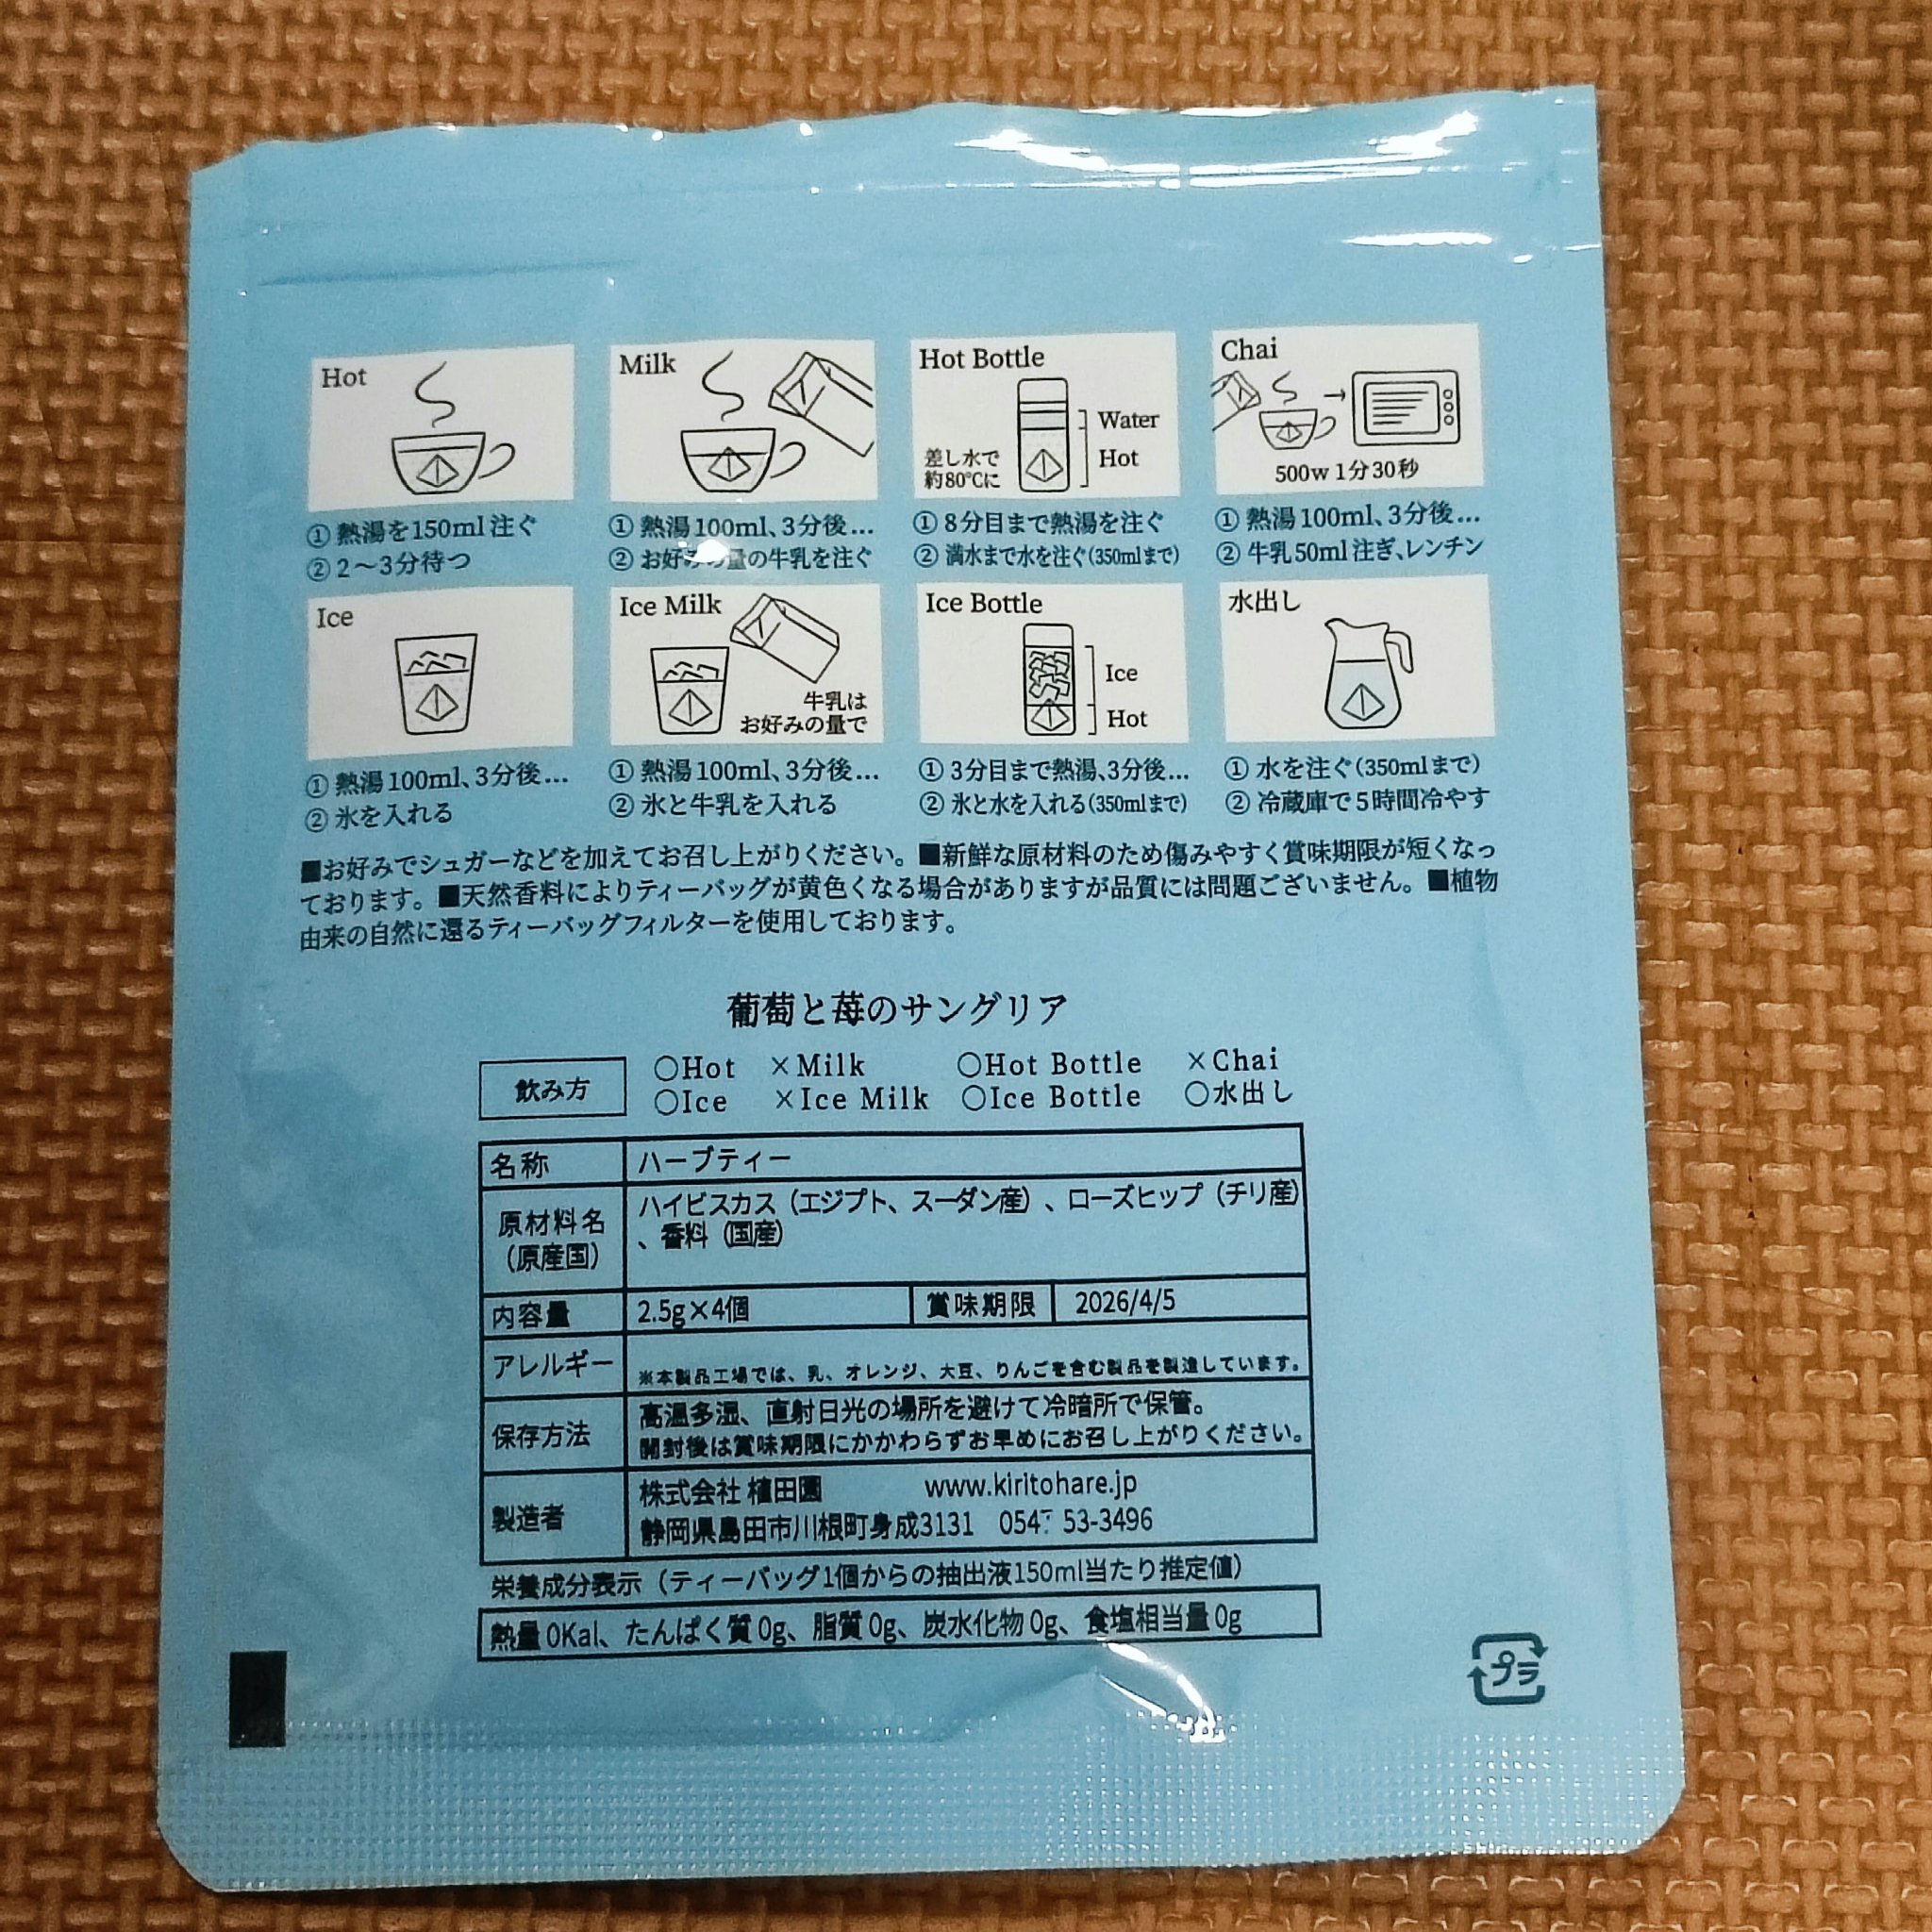 Hot
Milk
Hot Bottle
Water
Hot
差し水で
約80℃に
Chai
500w 1分30秒
① 熱湯を150ml注ぐ
② 2～3分待つ
① 熱湯100ml、3分後…
② お好みの量の牛乳を注ぐ
① 8分目まで熱湯を注ぐ
② 満水まで水を注ぐ(350mlまで)
① 熱湯100ml、3分後…
② 牛乳50ml注ぎ、レンチン
Ice
Ice Milk
牛乳は
お好みの量で
Ice Bottle
Ice
Hot
水出し
① 熱湯100ml、3分後…
② 氷を入れる
① 熱湯100ml、3分後…
② 氷と牛乳を入れる
① 3分目まで熱湯、3分後…
② 氷と水を入れる(350mlまで)
① 水を注ぐ(350mlまで)
② 冷蔵庫で5時間冷やす
■お好みでシュガーなどを加えてお召し上がりください。■新鮮な原材料のため傷みやすく賞味期限が短くなっ
ております。■天然香料によりティーバッグが黄色くなる場合がありますが品質には問題ございません。■植物
由来の自然に還るティーバッグフィルターを使用しております。
葡萄と苺のサングリア
飲み方
○Hot ×Milk ○Hot Bottle ×Chai
○Ice ×Ice Milk ○Ice Bottle ○水出し
名称 ハーブティー
原材料名
(原産国)
ハイビスカス（エジプト、スーダン産）、ローズヒップ（チリ産）
、香料（国産）
内容量 2.5g×4個 賞味期限 2026/4/5
アレルギー ※本製品工場では、乳、オレンジ、大豆、りんごを含む製品を製造しています。
保存方法
高温多湿、直射日光の場所を避けて冷暗所で保管。
開封後は賞味期限にかかわらずお早めにお召し上がりください。
製造者
株式会社 植田園 www.kiritohare.jp
静岡県島田市川根町身成3131 053-3496
栄養成分表示（ティーバッグ1個からの抽出液150ml当たり推定値）
熱量0Kal、たんぱく質0g、脂質0g、炭水化物0g、食塩相当量0g
プラ